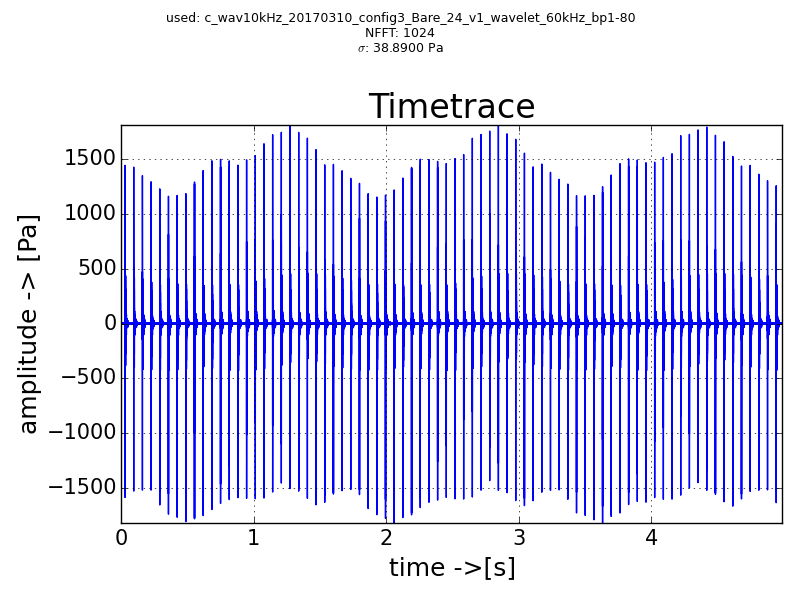 used: c_wav10kHz_20170310_config3_Bare_24_v1_wavelet_60kHz_bp1-80
NFFT: 1024
σ: 38.8900 Pa
Timetrace
amplitude -> [Pa]
1500
1000
500
0
−500
−1000
−1500
0 1 2 3 4
time ->[s]